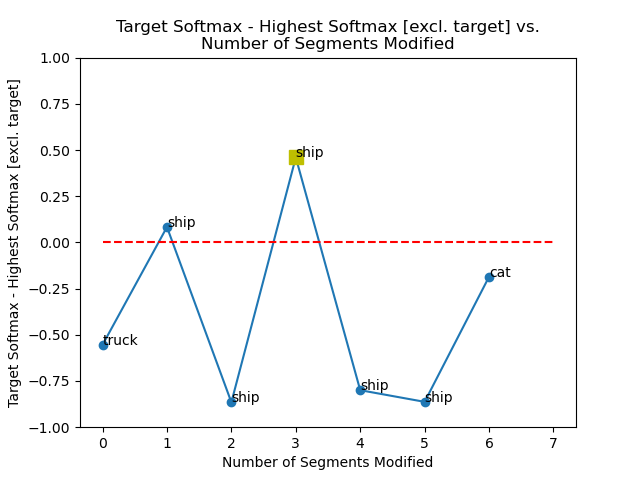 Target Softmax - Highest Softmax [excl. target] vs.
Number of Segments Modified
Target Softmax - Highest Softmax [excl. target]
1.00
0.75
0.50
0.25
0.00
−0.25
−0.50
−0.75
−1.00
truck
ship
ship
ship
ship
ship
cat
0 1 2 3 4 5 6 7
Number of Segments Modified